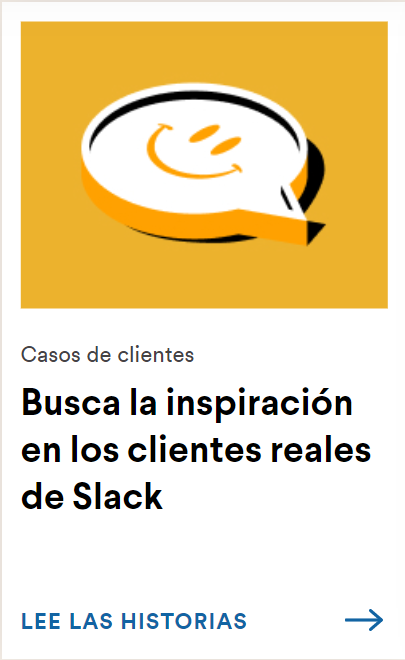 Casos de clientes
Busca la inspiración
en los clientes reales
de Slack
LEE LAS HISTORIAS